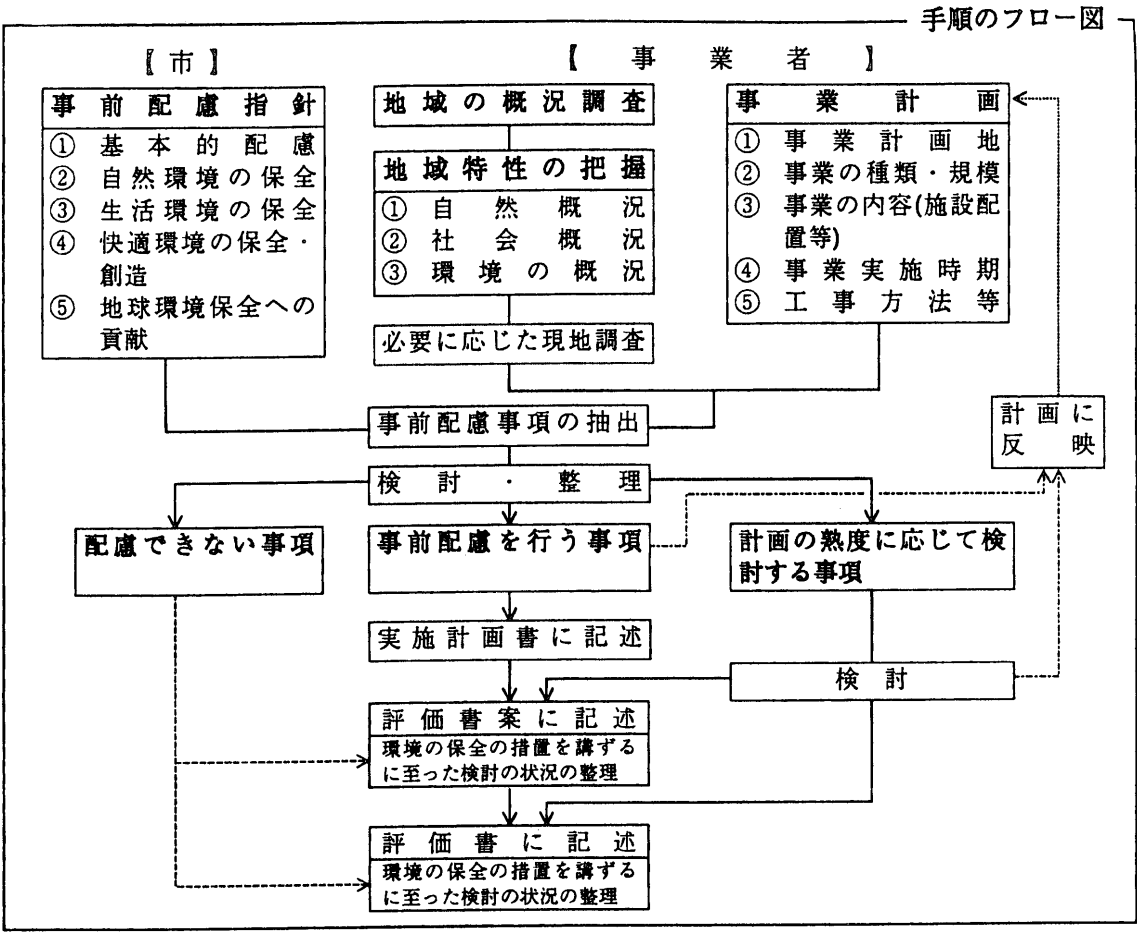 手順のフロー図
【市】
【事業者】
事前配慮指針
① 基本的配慮
② 自然環境の保全
③ 生活環境の保全
④ 快適環境の保全・
創造
⑤ 地球環境保全への
貢献
地域の概況調査
地域特性の把握
① 自然概況
② 社会概況
③ 環境の概況
必要に応じた現地調査
事業計画
① 事業計画地
② 事業の種類・規模
③ 事業の内容(施設配
置等)
④ 事業実施時期
⑤ 工事方法等
事前配慮事項の抽出
計画に
反映
検討・整理
配慮できない事項
事前配慮を行う事項
計画の熟度に応じて検
討する事項
実施計画書に記述
検討
評価書案に記述
環境の保全の措置を講ずる
に至った検討の状況の整理
評価書に記述
環境の保全の措置を講ずる
に至った検討の状況の整理